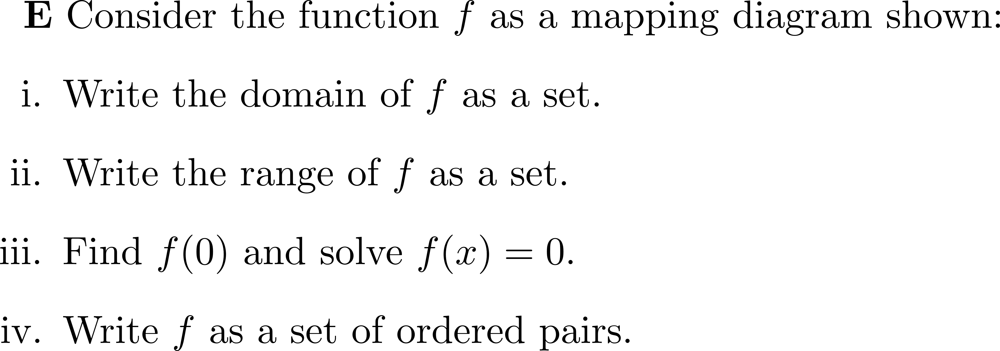 E Consider the function f as a mapping diagram shown:
i. Write the domain of f as a set.
ii. Write the range of f as a set.
iii. Find f(0) and solve f(x) = 0.
iv. Write f as a set of ordered pairs.